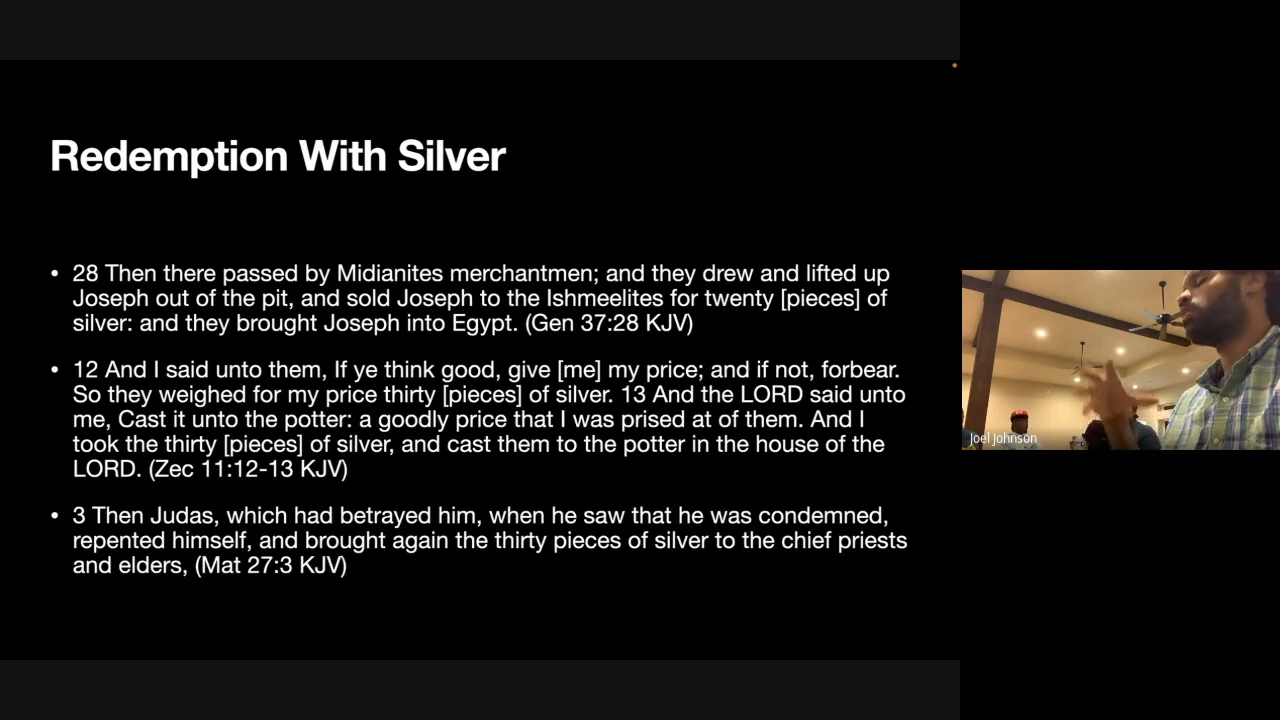 Redemption With Silver
• 28 Then there passed by Midianites merchantmen; and they drew and lifted up
Joseph out of the pit, and sold Joseph to the Ishmeelites for twenty [pieces] of
silver: and they brought Joseph into Egypt. (Gen 37:28 KJV)
• 12 And I said unto them, If ye think good, give [me] my price; and if not, forbear.
So they weighed for my price thirty [pieces] of silver. 13 And the LORD said unto
me, Cast it unto the potter: a goodly price that I was prised at of them. And I
took the thirty [pieces] of silver, and cast them to the potter in the house of the
LORD. (Zec 11:12-13 KJV)
• 3 Then Judas, which had betrayed him, when he saw that he was condemned,
repented himself, and brought again the thirty pieces of silver to the chief priests
and elders, (Mat 27:3 KJV)
Joel Johnson